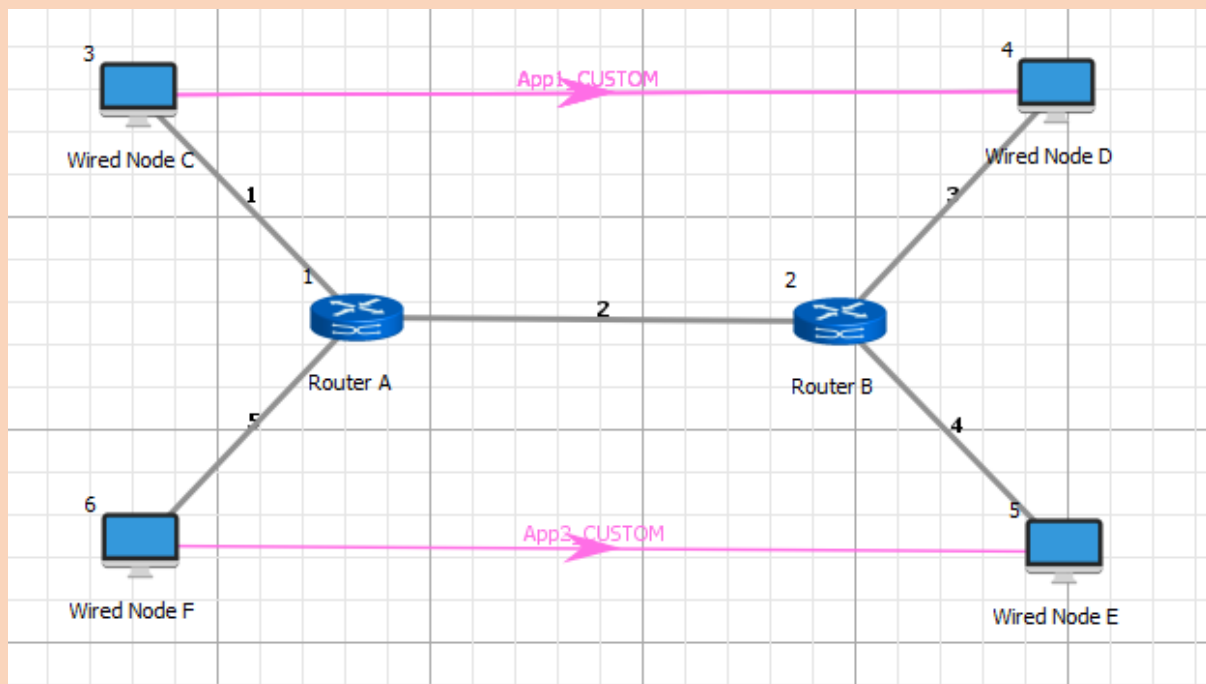 3
4
App1_CUSTOM
Wired Node C
Wired Node D
1
3
1
2
2
Router A
Router B
5
4
6
5
App2_CUSTOM
Wired Node F
Wired Node E